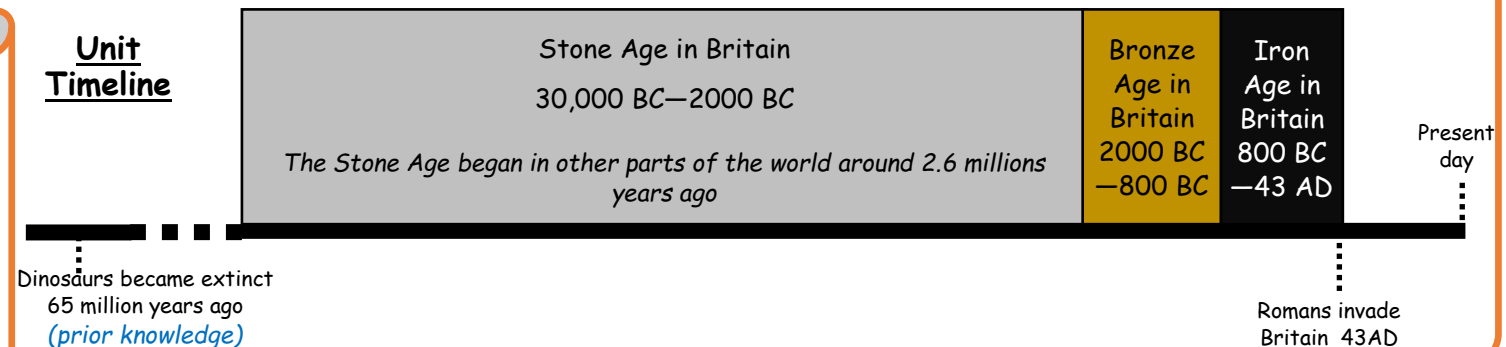 Unit
Timeline
Stone Age in Britain
30,000 BC—2000 BC
The Stone Age began in other parts of the world around 2.6 millions
years ago
Bronze
Age in
Britain
2000 BC
—800 BC
Iron
Age in
Britain
800 BC
—43 AD
Present
day
Dinosaurs became extinct
65 million years ago
(prior knowledge)
Romans invade
Britain 43AD